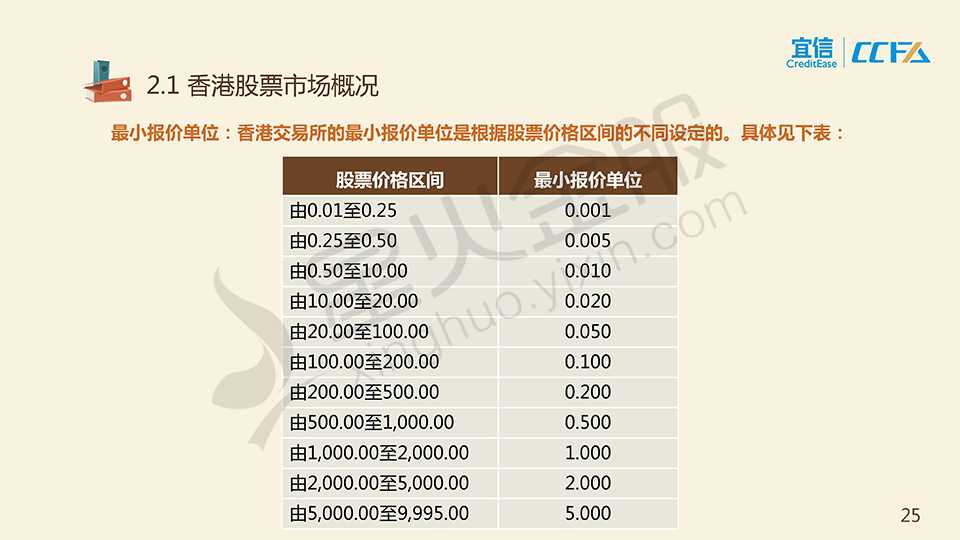 宜信
CreditEase
CCFA
2.1 香港股票市场概况
最小报价单位：香港交易所的最小报价单位是根据股票价格区间的不同设定的。具体见下表：
股票价格区间 最小报价单位
由0.01至0.25 0.001
由0.25至0.50 0.005
由0.50至10.00 0.010
由10.00至20.00 0.020
由20.00至100.00 0.050
由100.00至200.00 0.100
由200.00至500.00 0.200
由500.00至1,000.00 0.500
由1,000.00至2,000.00 1.000
由2,000.00至5,000.00 2.000
由5,000.00至9,995.00 5.000
星火金服
xinghuo.yixin.com
25